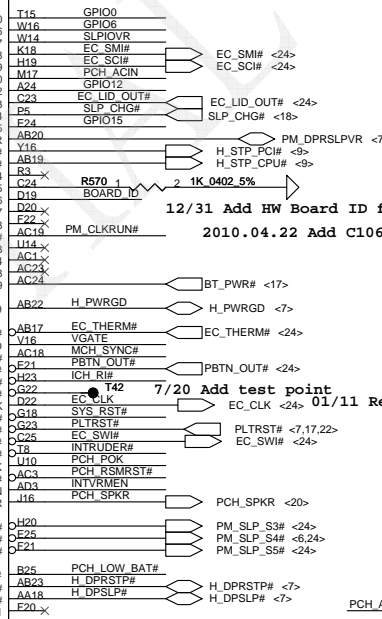 T15 GPIO0
W16 GPIO6
W14 SLPIOVR
K18 EC_SMI# EC_SMI# <24>
H19 EC_SCI# EC_SCI# <24>
M17 PCH_ACIN
A24 GPIO12
C23 EC_LID_OUT# EC_LID_OUT# <24>
P5 SLP_CHG# SLP_CHG# <18>
E24 GPIO15
AB20 PM_DPRSLPVR <7
Y16 H_STP_PCI# <9>
AB19 H_STP_CPU# <9>
R3
C24 R570 1 2 1K_0402_5%
D19 BOARD_ID
D20 12/31 Add HW Board ID f
F22
AC19 PM_CLKRUN# 2010.04.22 Add C106
U14
AC1
AC23
AC24 BT_PWR# <17>
AB22 H_PWRGD H_PWRGD <7>
AB17 EC_THERM# EC_THERM# <24>
V16 VGATE
AC18 MCH_SYNC#
E21 PBTN_OUT# PBTN_OUT# <24>
H23 ICH_RI#
G22 T42 7/20 Add test point
D22 EC_CLK EC_CLK <24> 01/11 Re
G18 SYS_RST#
G23 PLTRST# PLTRST# <7,17,22>
C25 EC_SWI# EC_SWI# <24>
T8 INTRUDER#
U10 PCH_POK
AC3 PCH_RSMRST#
AD3 INTVRMEN
J16 PCH_SPKR PCH_SPKR <20>
H20 PM_SLP_S3# <24>
E25 PM_SLP_S4# <6,24>
F21 PM_SLP_S5# <24>
B25 PCH_LOW_BAT#
AB23 H_DPRSTP# H_DPRSTP# <7>
AA18 H_DPSLP# H_DPSLP# <7>
F20 PCH_A